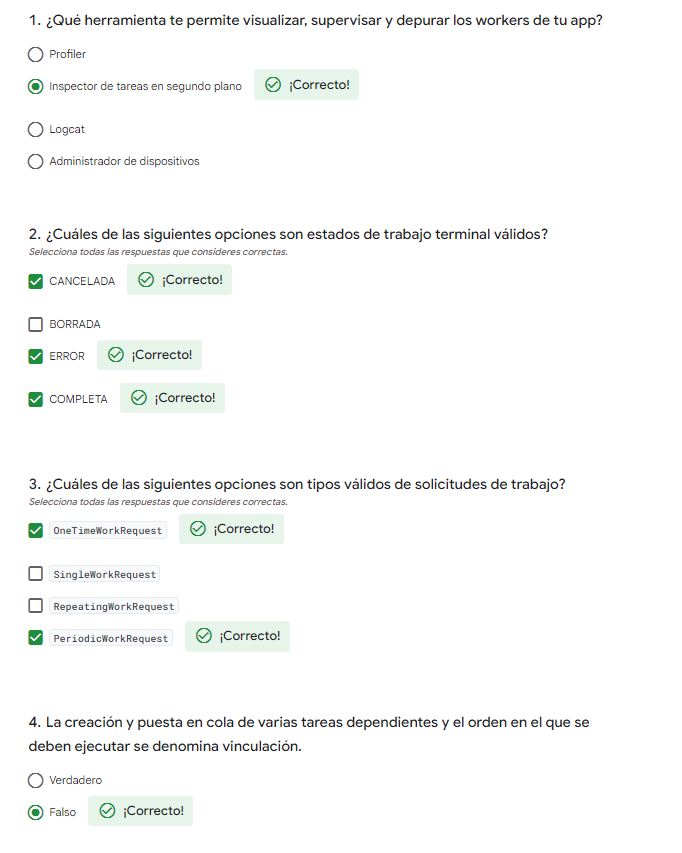 1. ¿Qué herramienta te permite visualizar, supervisar y depurar los workers de tu app?
Profiler
Inspector de tareas en segundo plano ¡Correcto!
Logcat
Administrador de dispositivos
2. ¿Cuáles de las siguientes opciones son estados de trabajo terminal válidos?
Selecciona todas las respuestas que consideres correctas.
CANCELADA ¡Correcto!
BORRADA
ERROR ¡Correcto!
COMPLETA ¡Correcto!
3. ¿Cuáles de las siguientes opciones son tipos válidos de solicitudes de trabajo?
Selecciona todas las respuestas que consideres correctas.
OneTimeWorkRequest ¡Correcto!
SingleWorkRequest
RepeatingWorkRequest
PeriodicWorkRequest ¡Correcto!
4. La creación y puesta en cola de varias tareas dependientes y el orden en el que se
deben ejecutar se denomina vinculación.
Verdadero
Falso ¡Correcto!